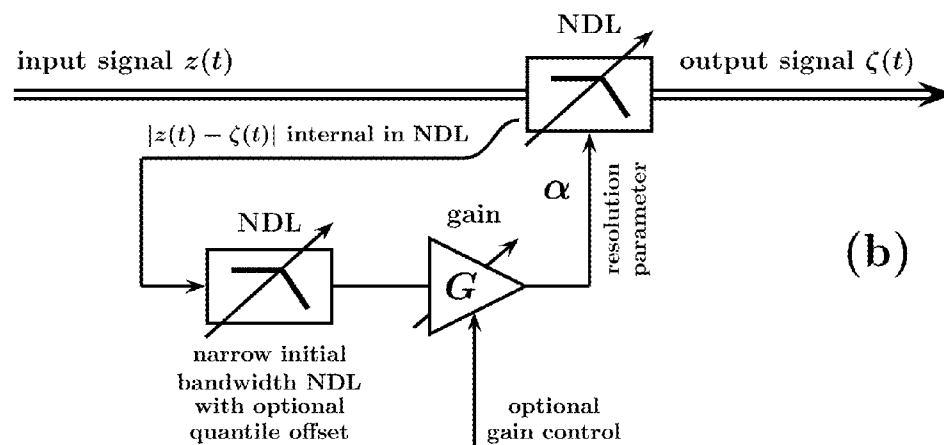 NDL
input signal z(t)
output signal ζ(t)
|z(t) − ζ(t)| internal in NDL
α
resolution
parameter
NDL
gain
G
(b)
narrow initial
bandwidth NDL
with optional
quantile offset
optional
gain control